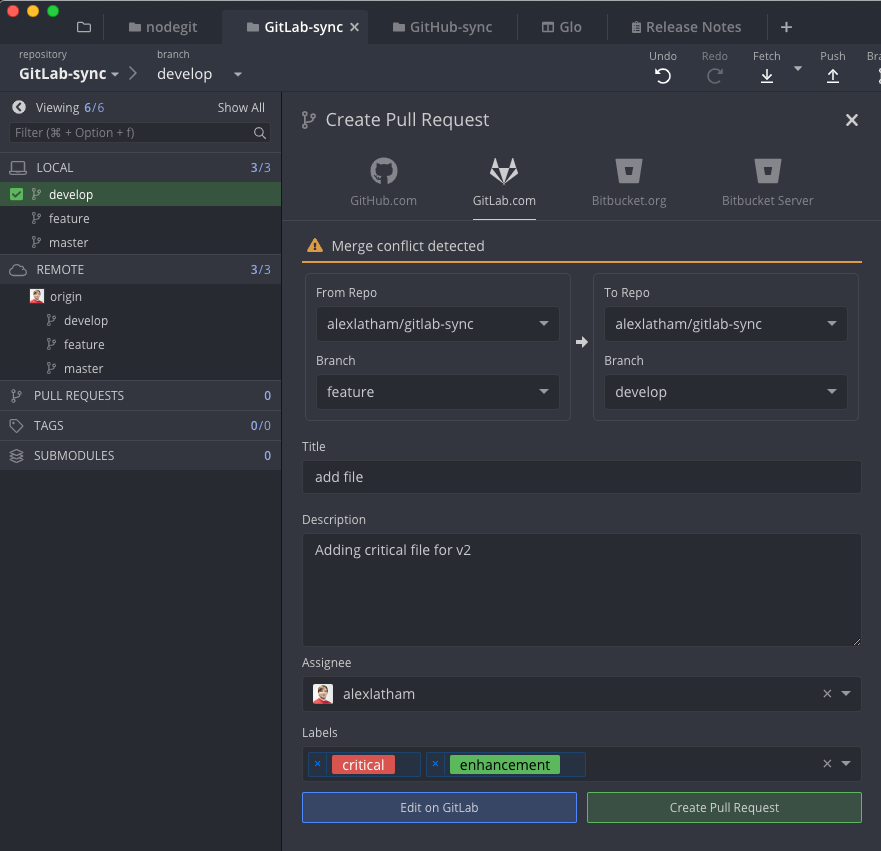 nodegit GitLab-sync GitHub-sync Glo Release Notes
repository branch Undo Redo Fetch Push
GitLab-sync develop
Viewing 6/6 Show All
Filter (⌘ + Option + f)
LOCAL 3/3
develop
feature
master
REMOTE 3/3
origin
develop
feature
master
PULL REQUESTS 0
TAGS 0/0
SUBMODULES 0
Create Pull Request
GitHub.com GitLab.com Bitbucket.org Bitbucket Server
Merge conflict detected
From Repo To Repo
alexlatham/gitlab-sync alexlatham/gitlab-sync
Branch Branch
feature develop
Title
add file
Description
Adding critical file for v2
Assignee
alexlatham
Labels
critical enhancement
Edit on GitLab Create Pull Request